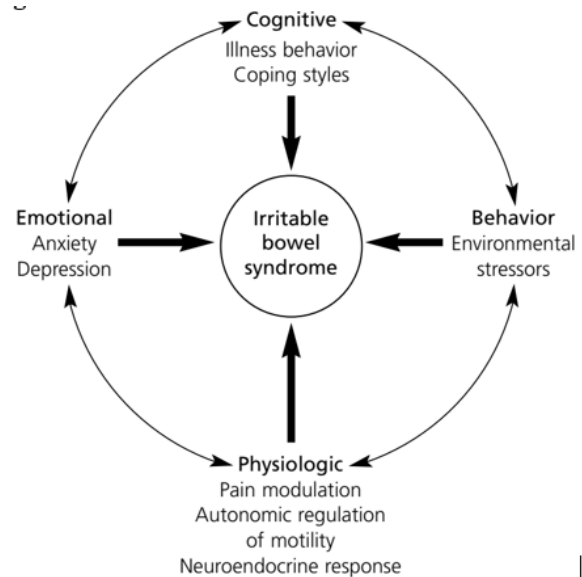 Cognitive
Illness behavior
Coping styles
Emotional
Anxiety
Depression
Irritable
bowel
syndrome
Behavior
Environmental
stressors
Physiologic
Pain modulation
Autonomic regulation
of motility
Neuroendocrine response